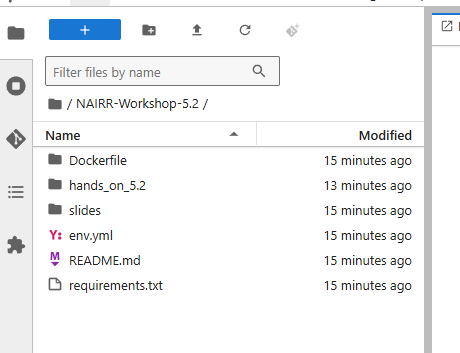 Filter files by name
/ NAIRR-Workshop-5.2 /
Name Modified
Dockerfile 15 minutes ago
hands_on_5.2 13 minutes ago
slides 15 minutes ago
Y: env.yml 15 minutes ago
M README.md 15 minutes ago
requirements.txt 15 minutes ago